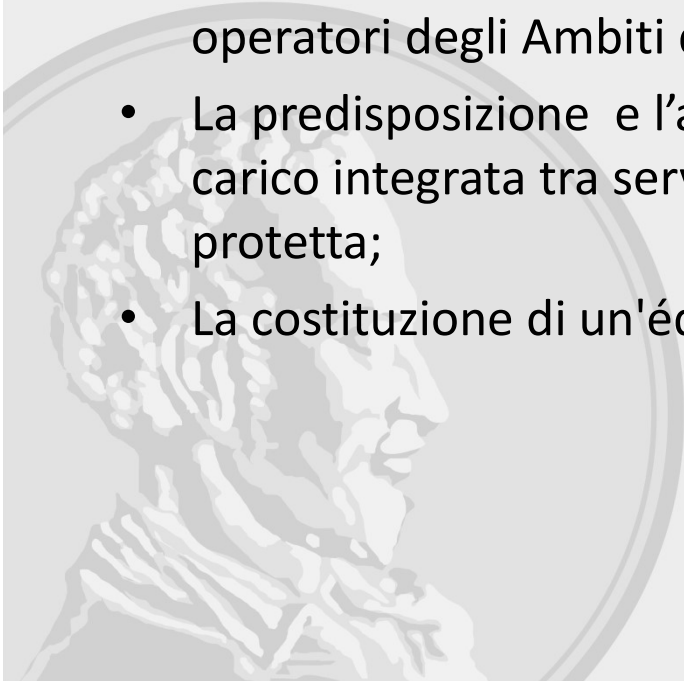 operatori degli Ambiti
• La predisposizione e l’a
carico integrata tra ser
protetta;
• La costituzione di un'é